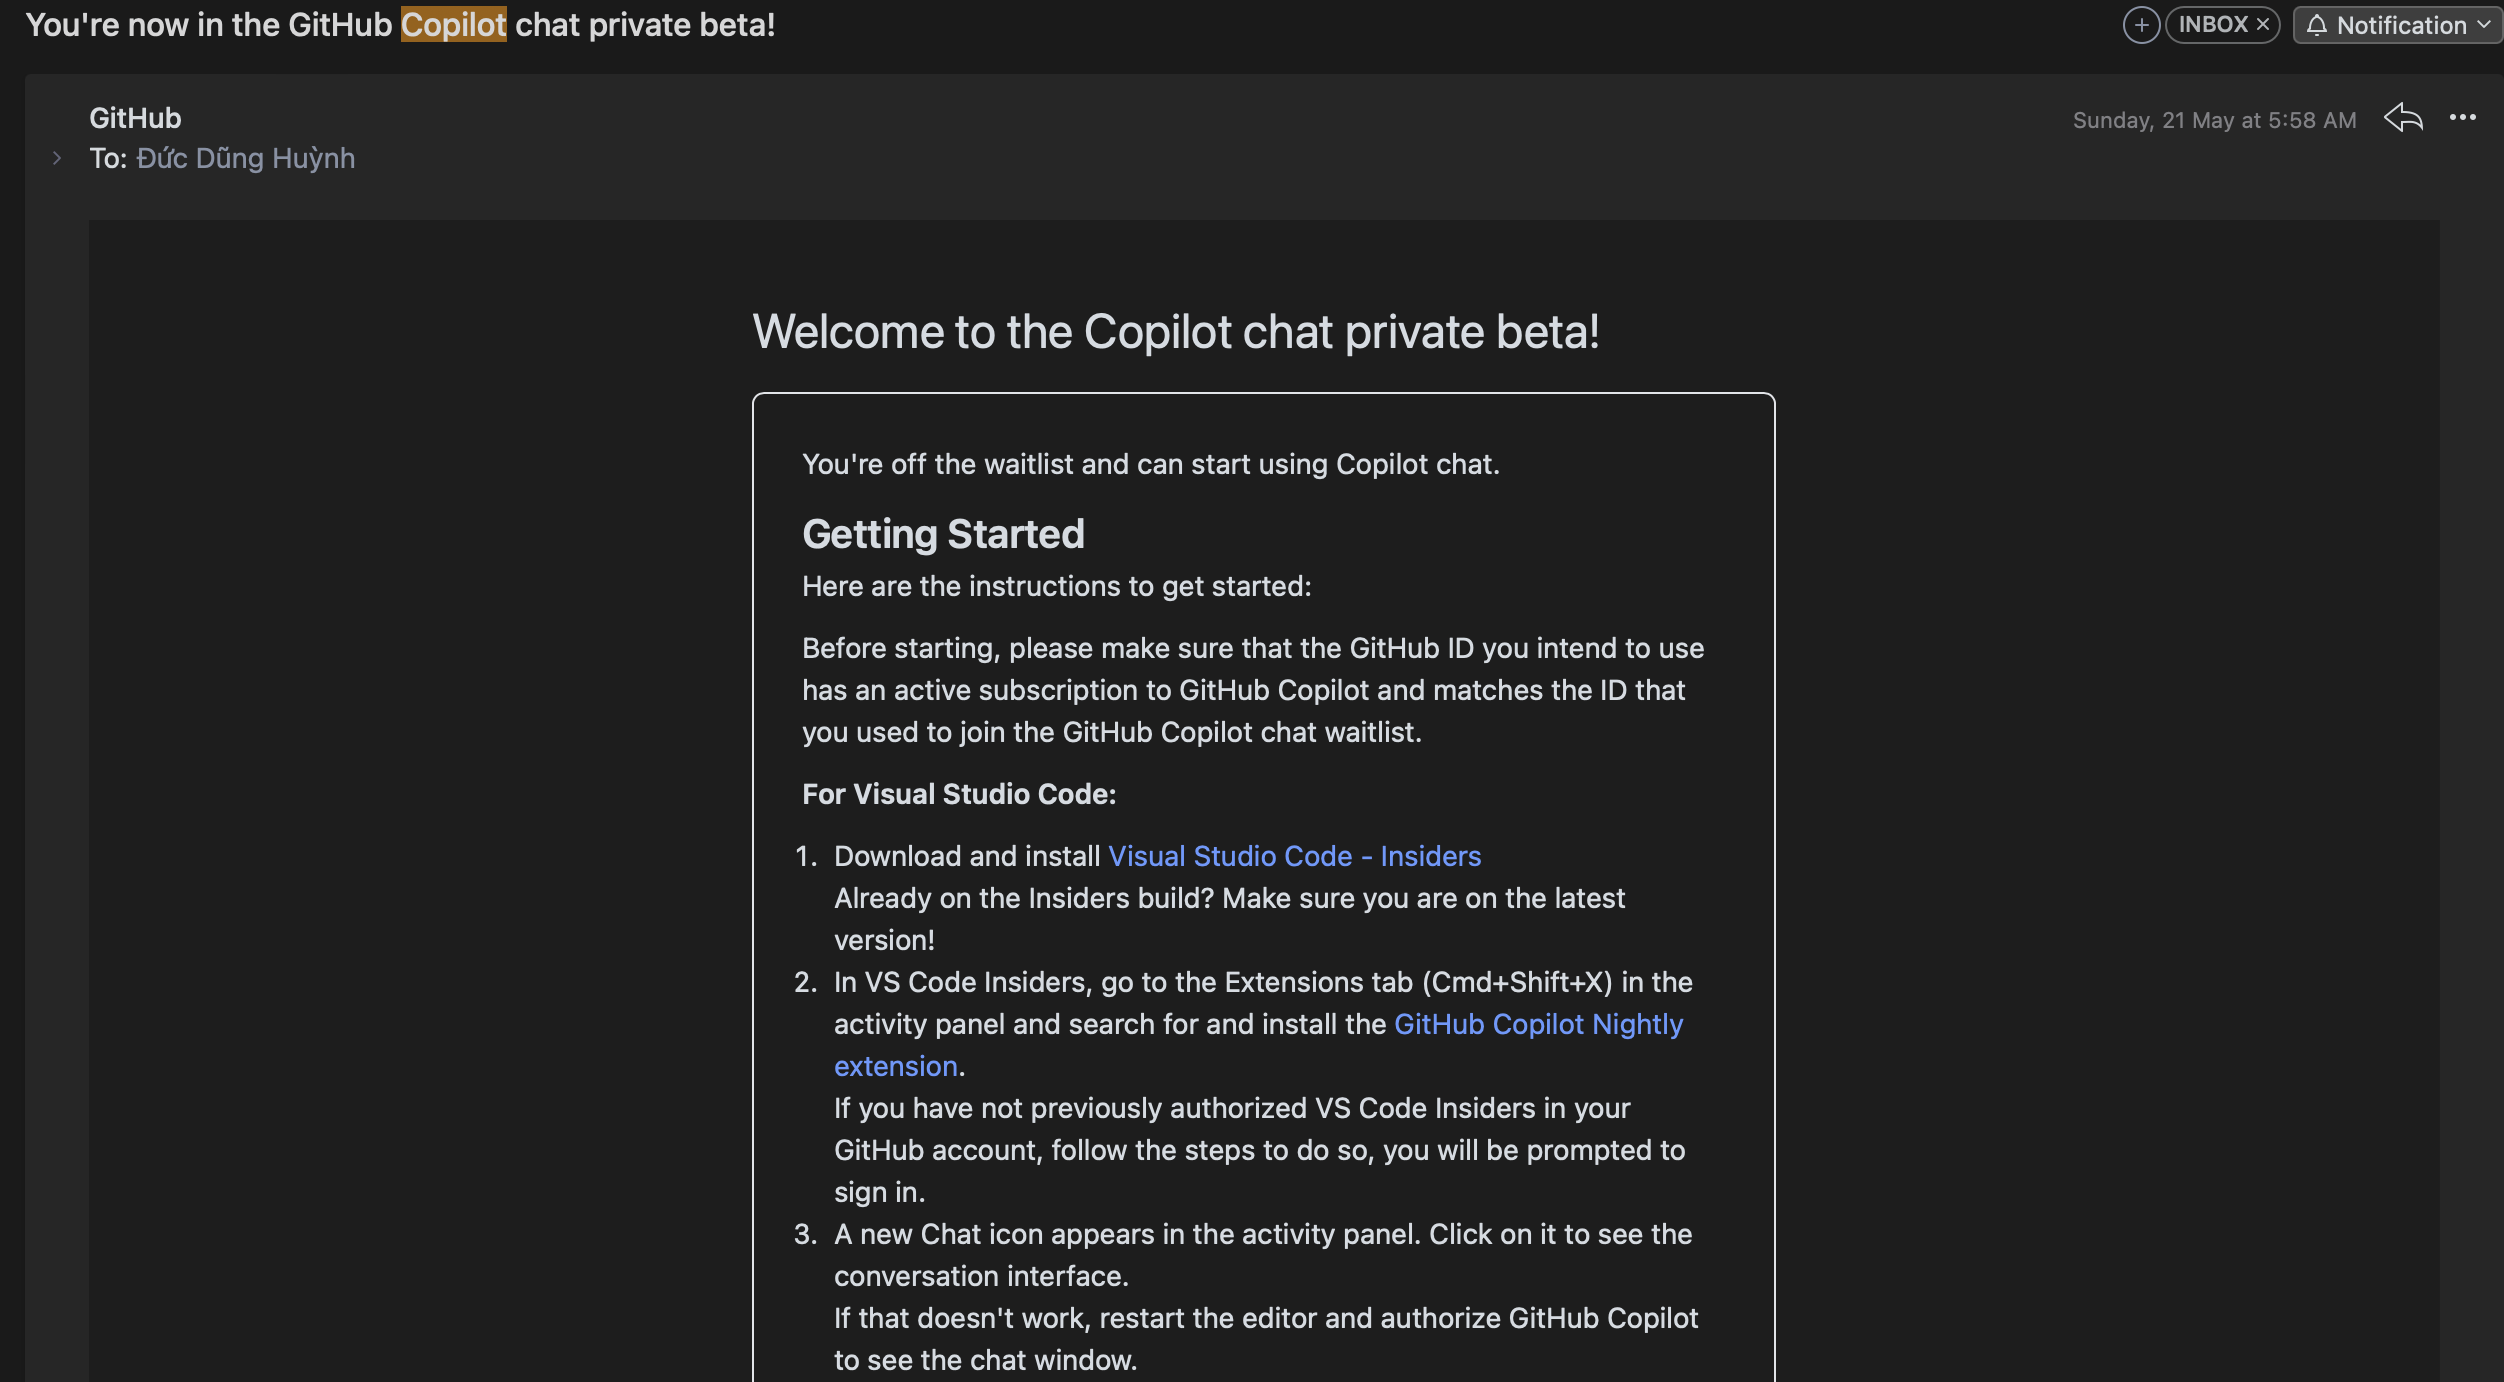 You're now in the GitHub Copilot chat private beta!
INBOX
Notification
GitHub
Sunday, 21 May at 5:58 AM
To: Đức Dũng Huỳnh
Welcome to the Copilot chat private beta!
You're off the waitlist and can start using Copilot chat.
Getting Started
Here are the instructions to get started:
Before starting, please make sure that the GitHub ID you intend to use
has an active subscription to GitHub Copilot and matches the ID that
you used to join the GitHub Copilot chat waitlist.
For Visual Studio Code:
1. Download and install Visual Studio Code - Insiders
Already on the Insiders build? Make sure you are on the latest
version!
2. In VS Code Insiders, go to the Extensions tab (Cmd+Shift+X) in the
activity panel and search for and install the GitHub Copilot Nightly
extension.
If you have not previously authorized VS Code Insiders in your
GitHub account, follow the steps to do so, you will be prompted to
sign in.
3. A new Chat icon appears in the activity panel. Click on it to see the
conversation interface.
If that doesn't work, restart the editor and authorize GitHub Copilot
to see the chat window.